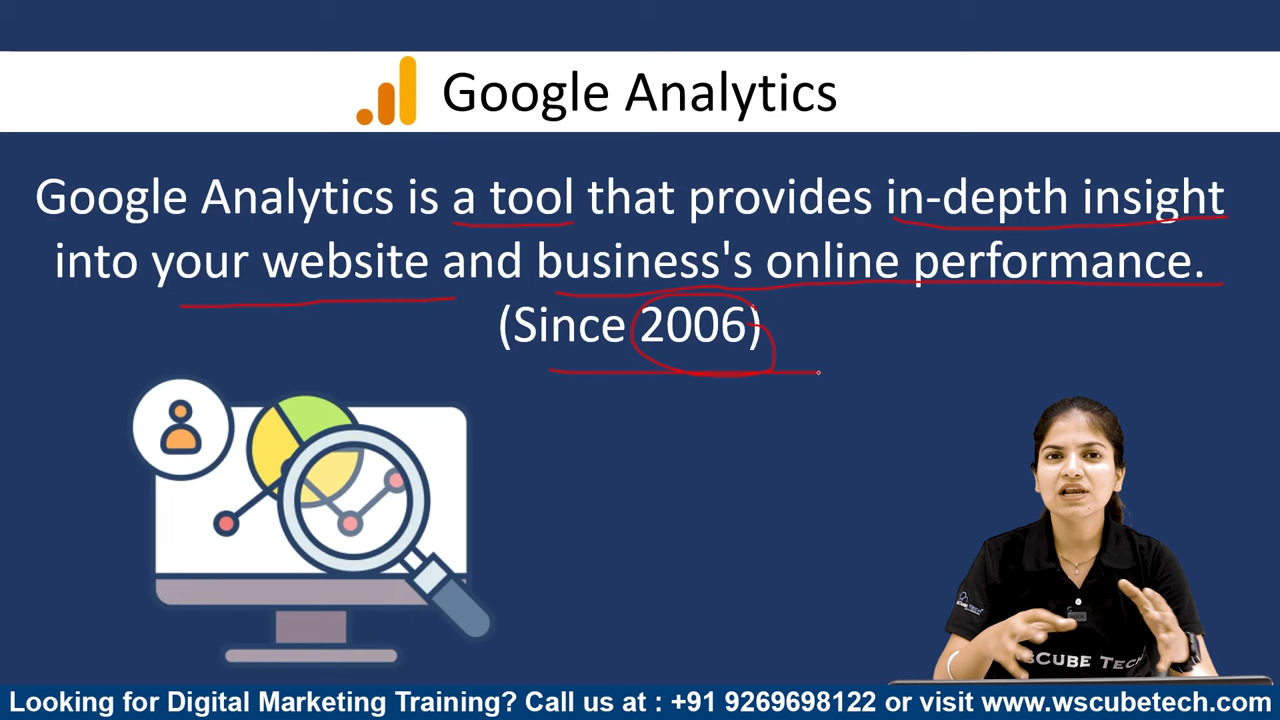 Google Analytics
Google Analytics is a tool that provides in-depth insight
into your website and business's online performance.
(Since 2006)
WSCUBE TECH
Looking for Digital Marketing Training? Call us at : +91 9269698122 or visit www.wscubetech.com